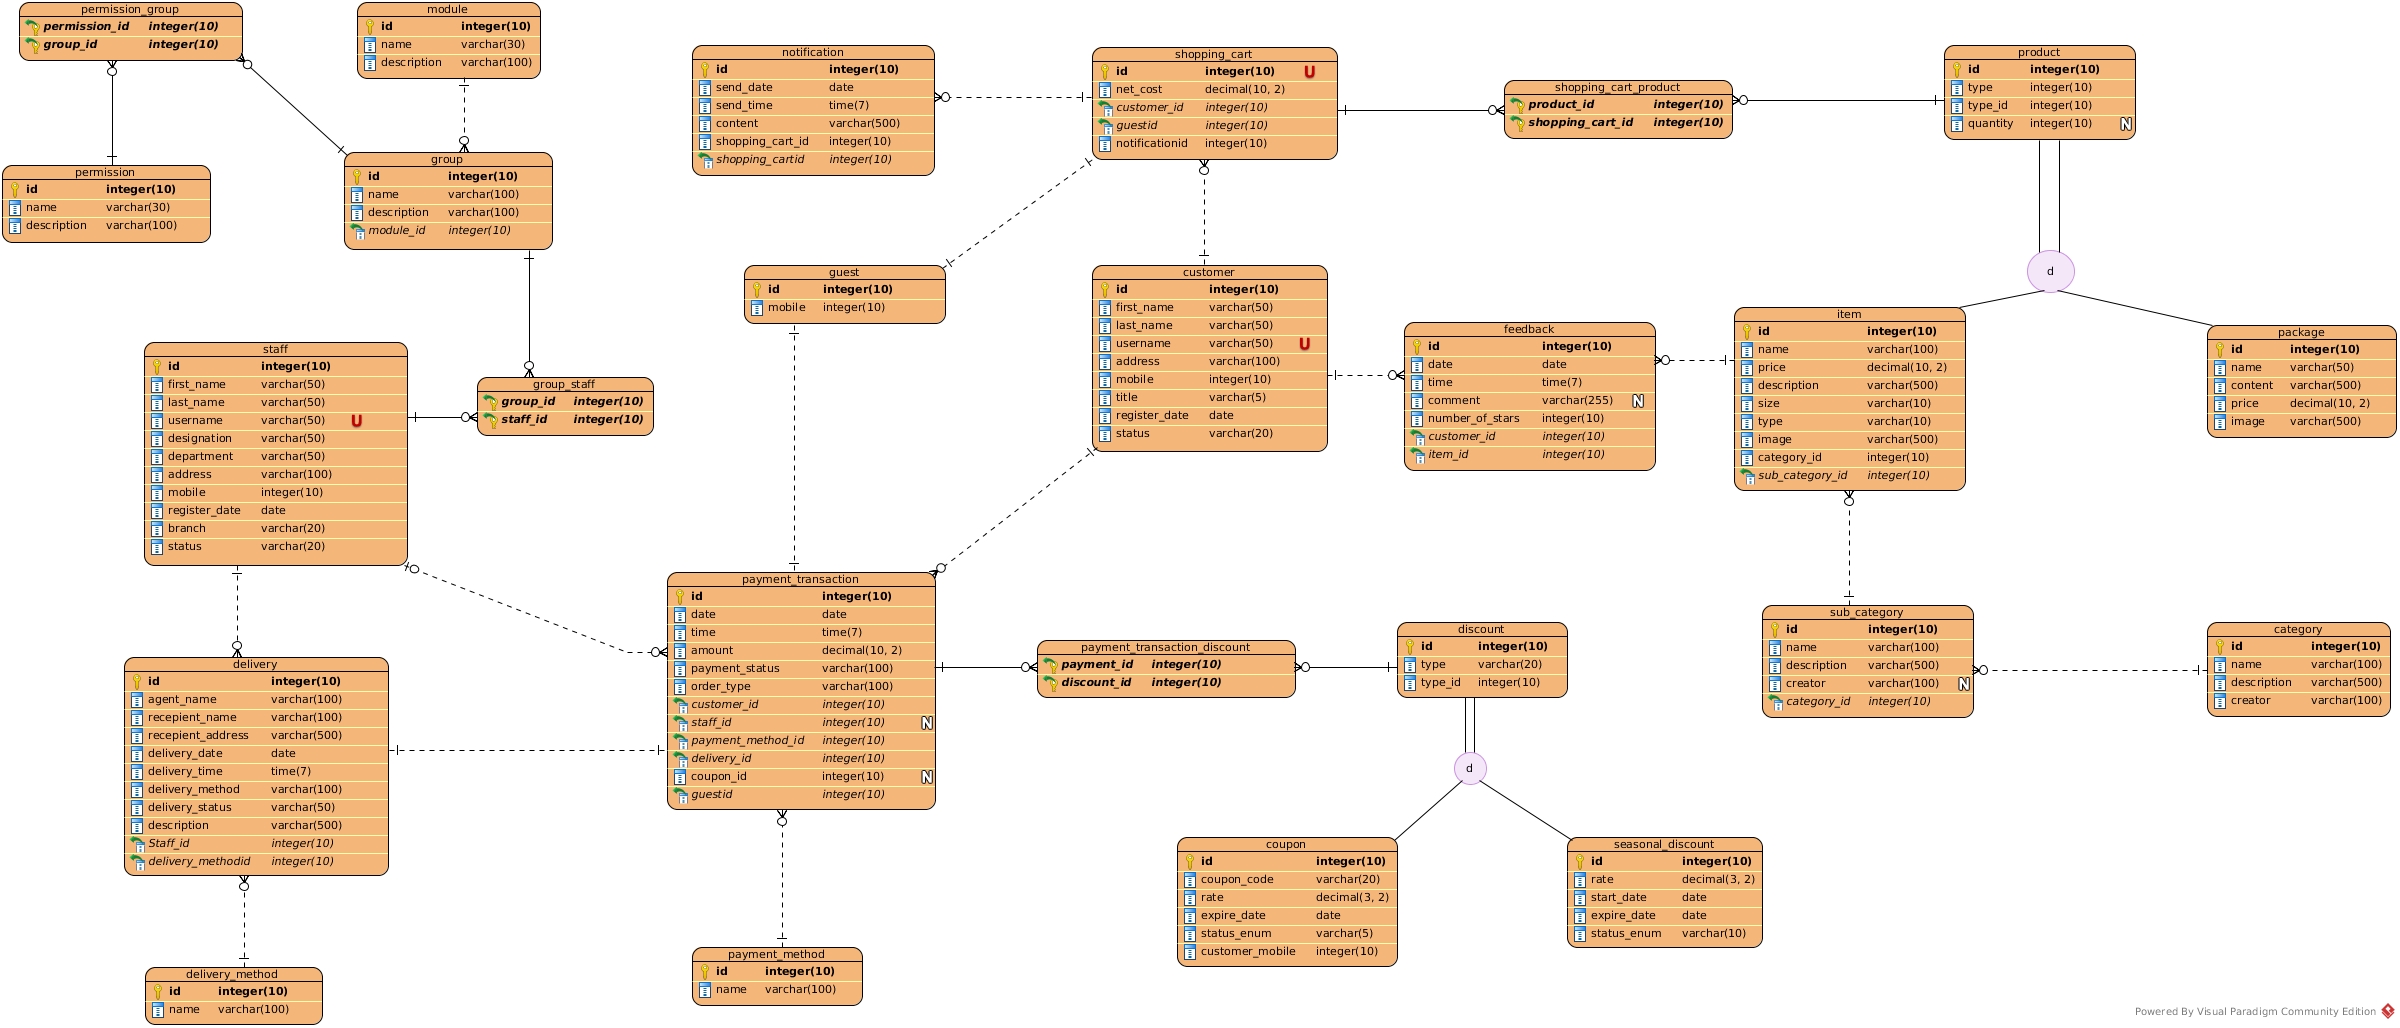 permission_group
permission_id integer(10)
group_id integer(10)
module
id integer(10)
name varchar(30)
description varchar(100)
notification
id integer(10)
send_date date
send_time time(7)
content varchar(500)
shopping_cart_id integer(10)
shopping_cartid integer(10)
shopping_cart
id integer(10) U
net_cost decimal(10, 2)
customer_id integer(10)
guestid integer(10)
notificationid integer(10)
shopping_cart_product
product_id integer(10)
shopping_cart_id integer(10)
product
id integer(10)
type integer(10)
type_id integer(10)
quantity integer(10) N
permission
id integer(10)
name varchar(30)
description varchar(100)
group
id integer(10)
name varchar(100)
description varchar(100)
module_id integer(10)
guest
id integer(10)
mobile integer(10)
customer
id integer(10)
first_name varchar(50)
last_name varchar(50)
username varchar(50) U
address varchar(100)
mobile integer(10)
title varchar(5)
register_date date
status varchar(20)
d
feedback
id integer(10)
date date
time time(7)
comment varchar(255) N
number_of_stars integer(10)
customer_id integer(10)
item_id integer(10)
item
id integer(10)
name varchar(100)
price decimal(10, 2)
description varchar(500)
size varchar(10)
type varchar(10)
image varchar(500)
category_id integer(10)
sub_category_id integer(10)
package
id integer(10)
name varchar(50)
content varchar(500)
price decimal(10, 2)
image varchar(500)
staff
id integer(10)
first_name varchar(50)
last_name varchar(50)
username varchar(50) U
designation varchar(50)
department varchar(50)
address varchar(100)
mobile integer(10)
register_date date
branch varchar(20)
status varchar(20)
group_staff
group_id integer(10)
staff_id integer(10)
payment_transaction
id integer(10)
date date
time time(7)
amount decimal(10, 2)
payment_status varchar(100)
order_type varchar(100)
customer_id integer(10)
staff_id integer(10) N
payment_method_id integer(10)
delivery_id integer(10)
coupon_id integer(10) N
guestid integer(10)
payment_transaction_discount
payment_id integer(10)
discount_id integer(10)
discount
id integer(10)
type varchar(20)
type_id integer(10)
sub_category
id integer(10)
name varchar(100)
description varchar(500)
creator varchar(100) N
category_id integer(10)
category
id integer(10)
name varchar(100)
description varchar(500)
creator varchar(100)
delivery
id integer(10)
agent_name varchar(100)
recepient_name varchar(100)
recepient_address varchar(500)
delivery_date date
delivery_time time(7)
delivery_method varchar(100)
delivery_status varchar(50)
description varchar(500)
Staff_id integer(10)
delivery_methodid integer(10)
d
coupon
id integer(10)
coupon_code varchar(20)
rate decimal(3, 2)
expire_date date
status_enum varchar(5)
customer_mobile integer(10)
seasonal_discount
id integer(10)
rate decimal(3, 2)
start_date date
expire_date date
status_enum varchar(10)
delivery_method
id integer(10)
name varchar(100)
payment_method
id integer(10)
name varchar(100)
Powered By Visual Paradigm Community Edition